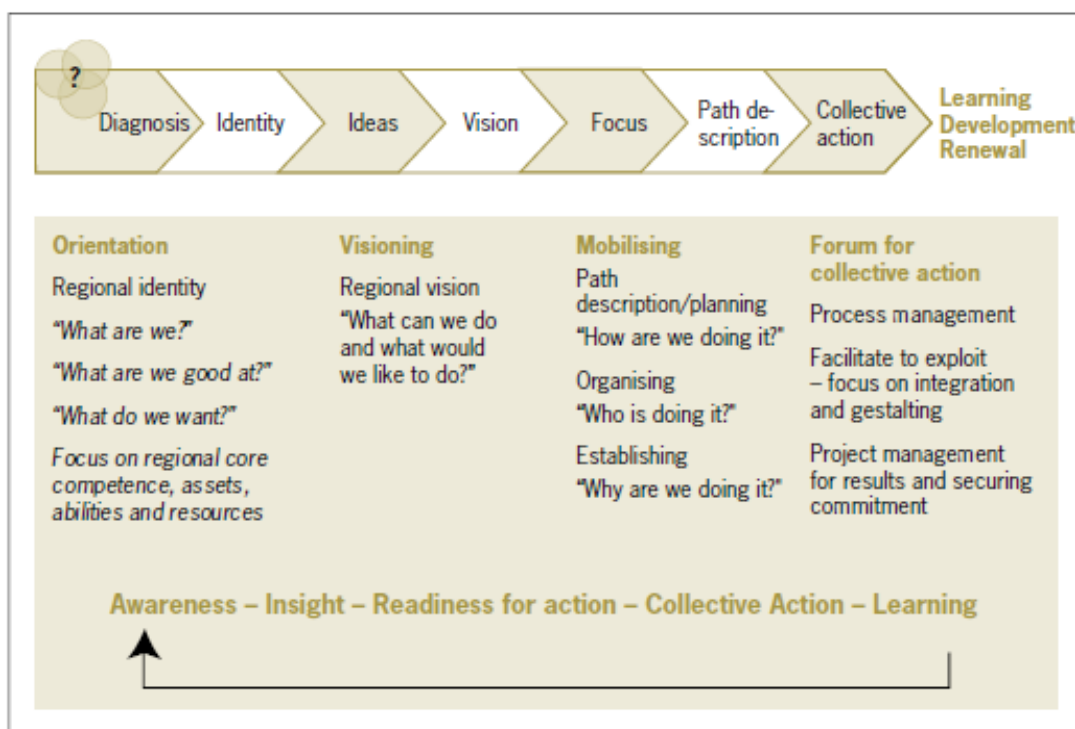 ?
Diagnosis
Identity
Ideas
Vision
Focus
Path de-
scription
Collective
action
Learning
Development
Renewal
Orientation
Regional identity
“What are we?”
“What are we good at?”
“What do we want?”
Focus on regional core
competence, assets,
abilities and resources
Visioning
Regional vision
“What can we do
and what would
we like to do?”
Mobilising
Path
description/planning
“How are we doing it?”
Organising
“Who is doing it?”
Establishing
“Why are we doing it?”
Forum for
collective action
Process management
Facilitate to exploit
– focus on integration
and gestalting
Project management
for results and securing
commitment
Awareness – Insight – Readiness for action – Collective Action – Learning